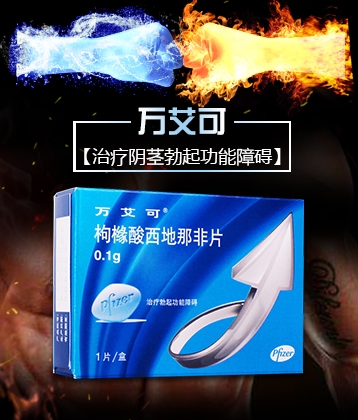 万艾可
【治疗阴茎勃起功能障碍】
万艾可®
枸橼酸西地那非片
0.1g
Pfizer
治疗勃起功能障碍
1片/盒
Pfizer